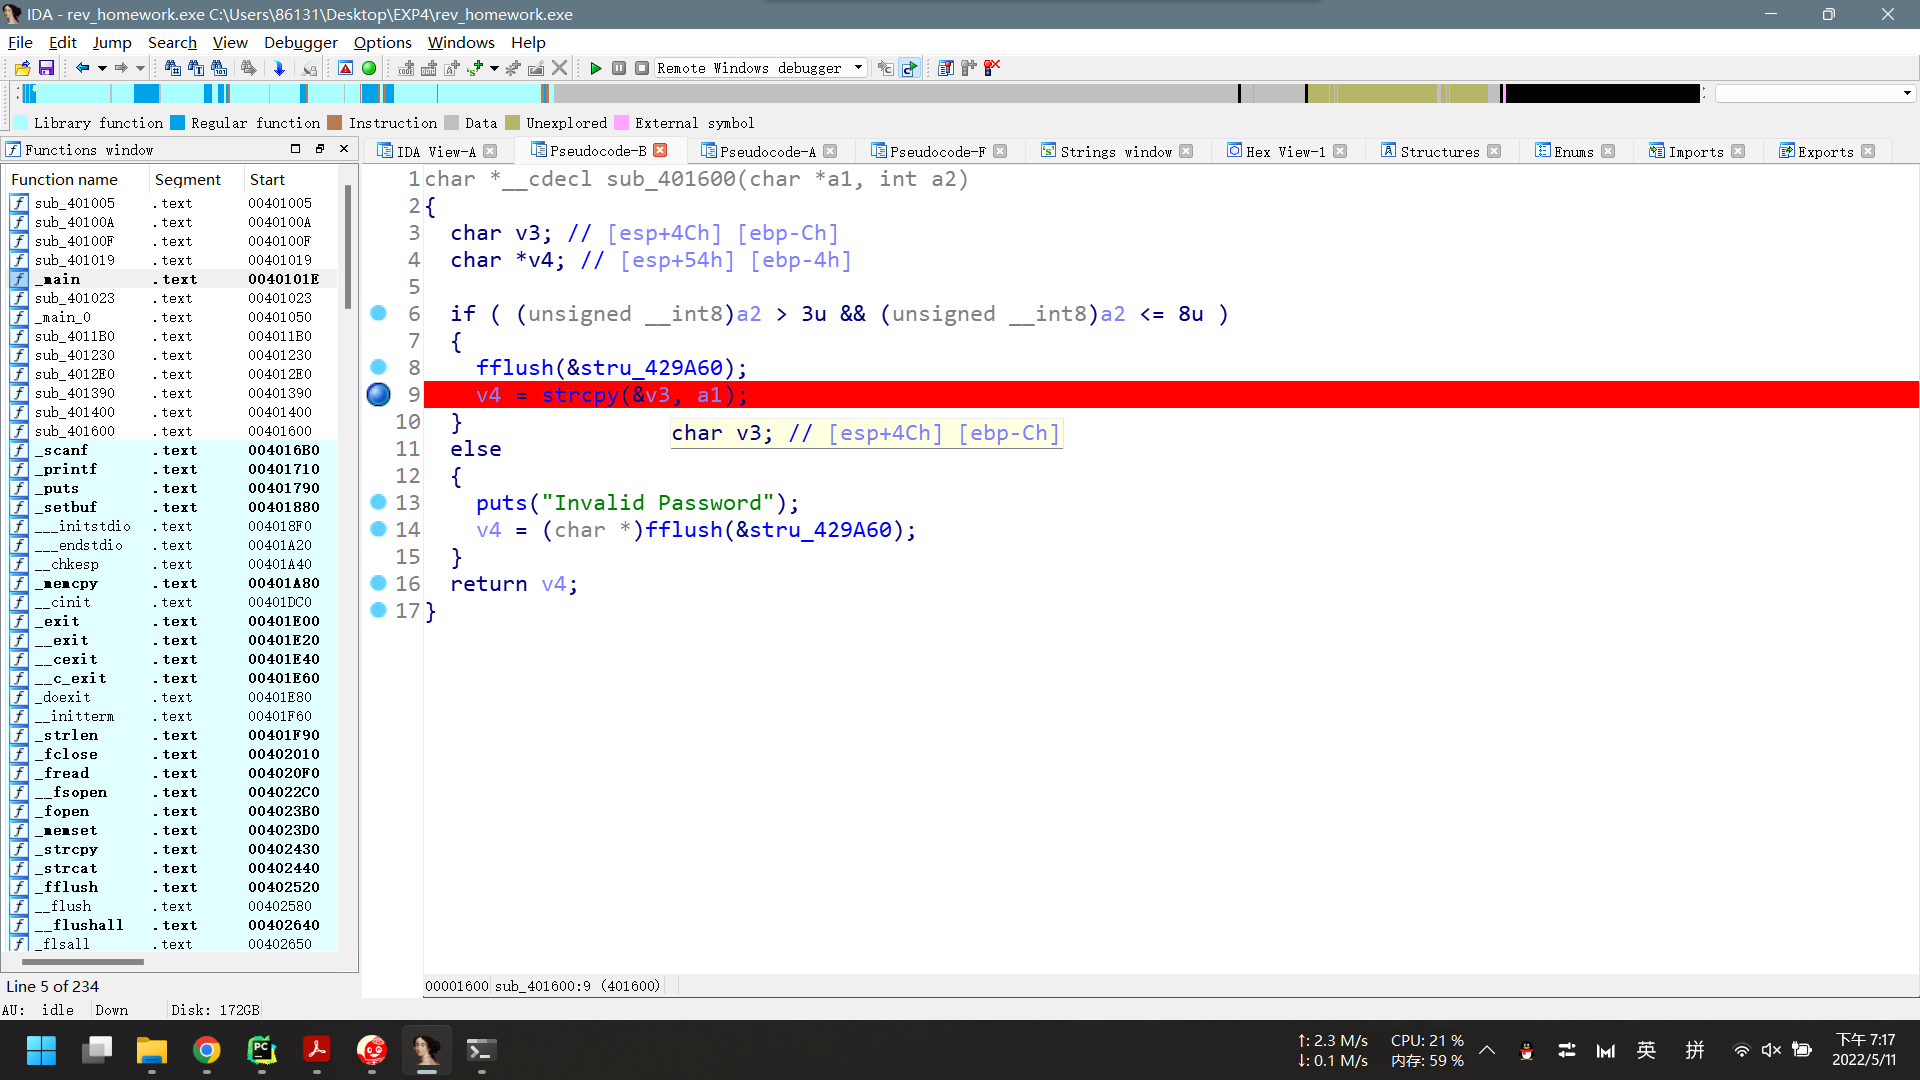 IDA - rev_homework.exe C:\Users\86131\Desktop\EXP4\rev_homework.exe
File Edit Jump Search View Debugger Options Windows Help
Remote Windows debugger
Library function Regular function Instruction Data Unexplored External symbol
Functions window
IDA View-A Pseudocode-B Pseudocode-A Pseudocode-F Strings window Hex View-1 Structures Enums Imports Exports
Function name Segment Start
sub_401005 .text 00401005
sub_40100A .text 0040100A
sub_40100F .text 0040100F
sub_401019 .text 00401019
_main .text 0040101E
sub_401023 .text 00401023
_main_0 .text 00401050
sub_4011B0 .text 004011B0
sub_401230 .text 00401230
sub_4012E0 .text 004012E0
sub_401390 .text 00401390
sub_401400 .text 00401400
sub_401600 .text 00401600
_scanf .text 004016B0
_printf .text 00401710
_puts .text 00401790
_setbuf .text 00401880
___initstdio .text 004018F0
___endstdio .text 00401A20
__chkesp .text 00401A40
_memcpy .text 00401A80
__cinit .text 00401DC0
_exit .text 00401E00
__exit .text 00401E20
__cexit .text 00401E40
__c_exit .text 00401E60
_doexit .text 00401E80
__initterm .text 00401F60
_strlen .text 00401F90
_fclose .text 00402010
_fread .text 004020F0
__fsopen .text 004022C0
_fopen .text 004023B0
_memset .text 004023D0
_strcpy .text 00402430
_strcat .text 00402440
_fflush .text 00402520
__flush .text 00402580
__flushall .text 00402640
_flsall .text 00402650
Line 5 of 234
1 char *__cdecl sub_401600(char *a1, int a2)
2 {
3 char v3; // [esp+4Ch] [ebp-Ch]
4 char *v4; // [esp+54h] [ebp-4h]
5
6 if ( (unsigned __int8)a2 > 3u && (unsigned __int8)a2 <= 8u )
7 {
8 fflush(&stru_429A60);
9 v4 = strcpy(&v3, a1);
10 }
char v3; // [esp+4Ch] [ebp-Ch]
11 else
12 {
13 puts("Invalid Password");
14 v4 = (char *)fflush(&stru_429A60);
15 }
16 return v4;
17 }
00001600 sub_401600:9 (401600)
AU: idle Down Disk: 172GB
↑: 2.3 M/s CPU: 21 %
↓: 0.1 M/s 内存: 59 %
英 拼
下午 7:17
2022/5/11